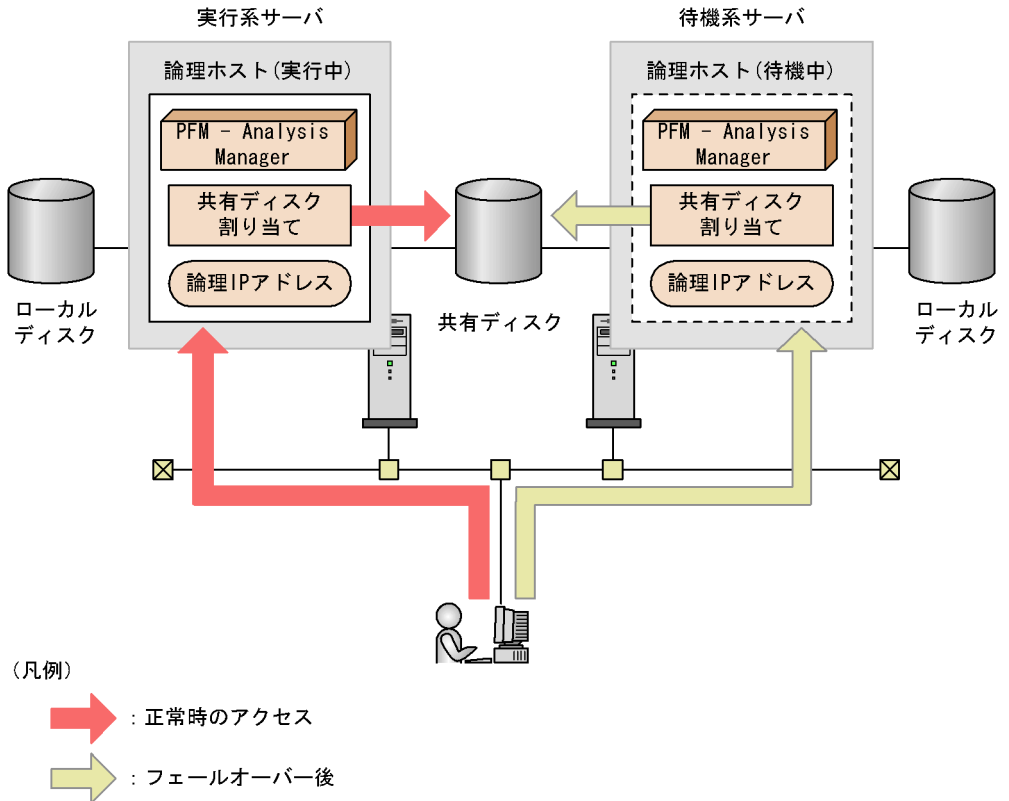 実行系サーバ
待機系サーバ
論理ホスト(実行中)
論理ホスト(待機中)
PFM - Analysis
Manager
PFM - Analysis
Manager
共有ディスク
割り当て
共有ディスク
割り当て
論理IPアドレス
論理IPアドレス
ローカル
ディスク
共有ディスク
ローカル
ディスク
(凡例)
:正常時のアクセス
:フェールオーバー後